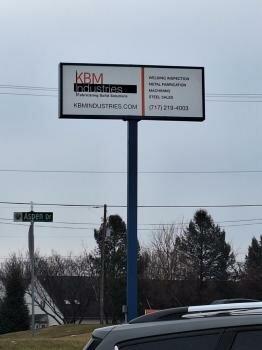 KBM
Industries
Fabricating Solid Solutions
KBMINDUSTRIES.COM
WELDING INSPECTION
METAL FABRICATION
MACHINING
STEEL SALES
(717) 219-4003
Aspen Dr